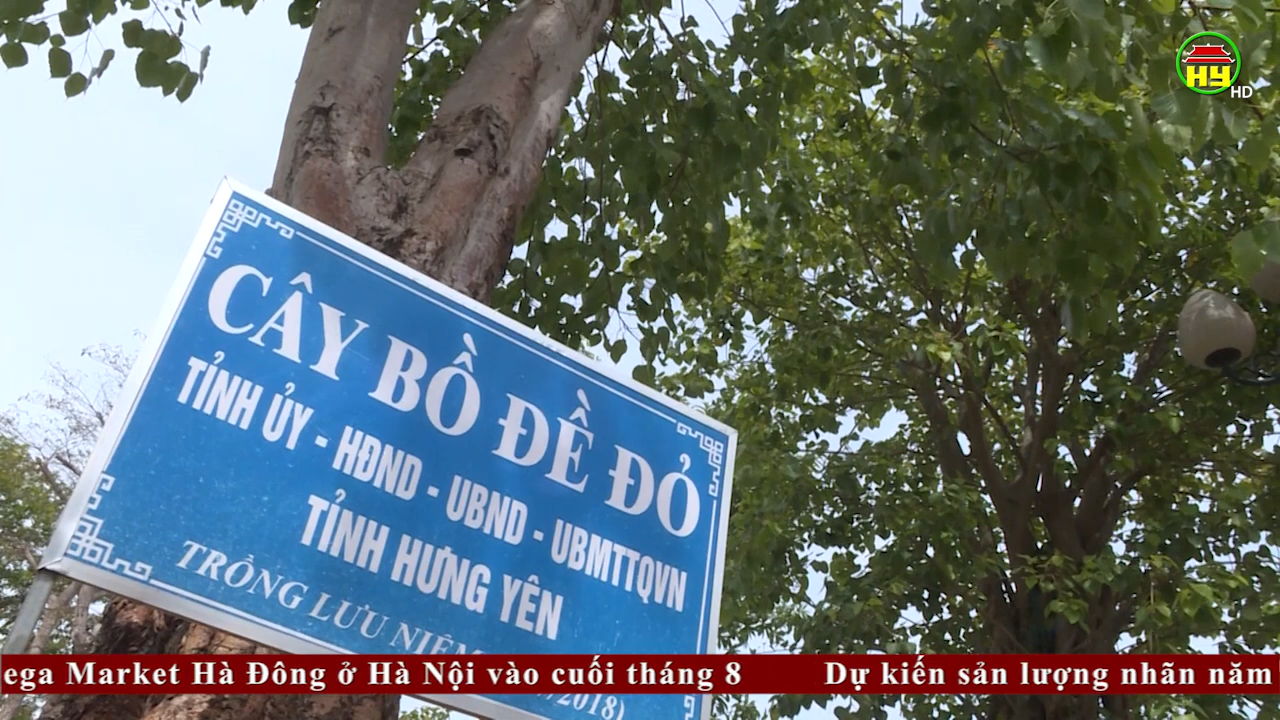 HY
HD
CÂY BỒ ĐỀ ĐỎ
TỈNH ỦY - HĐND - UBND - UBMTTQVN
TỈNH HƯNG YÊN
TRỒNG LƯU NIỆM
2018)
ega Market Hà Đông ở Hà Nội vào cuối tháng 8 Dự kiến sản lượng nhãn năm